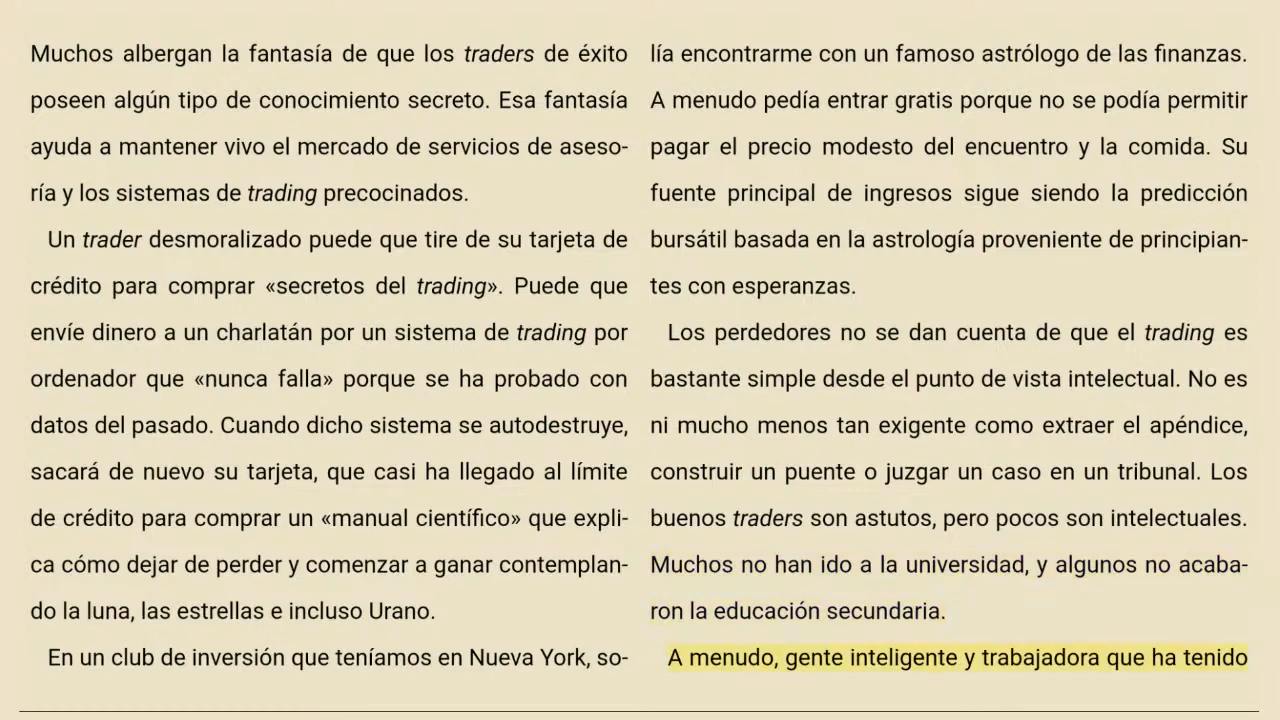 Muchos albergan la fantasía de que los traders de éxito
poseen algún tipo de conocimiento secreto. Esa fantasía
ayuda a mantener vivo el mercado de servicios de aseso-
ría y los sistemas de trading precocinados.
Un trader desmoralizado puede que tire de su tarjeta de
crédito para comprar «secretos del trading». Puede que
envíe dinero a un charlatán por un sistema de trading por
ordenador que «nunca falla» porque se ha probado con
datos del pasado. Cuando dicho sistema se autodestruye,
sacará de nuevo su tarjeta, que casi ha llegado al límite
de crédito para comprar un «manual científico» que expli-
ca cómo dejar de perder y comenzar a ganar contemplan-
do la luna, las estrellas e incluso Urano.
En un club de inversión que teníamos en Nueva York, so-
lía encontrarme con un famoso astrólogo de las finanzas.
A menudo pedía entrar gratis porque no se podía permitir
pagar el precio modesto del encuentro y la comida. Su
fuente principal de ingresos sigue siendo la predicción
bursátil basada en la astrología proveniente de principian-
tes con esperanzas.
Los perdedores no se dan cuenta de que el trading es
bastante simple desde el punto de vista intelectual. No es
ni mucho menos tan exigente como extraer el apéndice,
construir un puente o juzgar un caso en un tribunal. Los
buenos traders son astutos, pero pocos son intelectuales.
Muchos no han ido a la universidad, y algunos no acaba-
ron la educación secundaria.
A menudo, gente inteligente y trabajadora que ha tenido